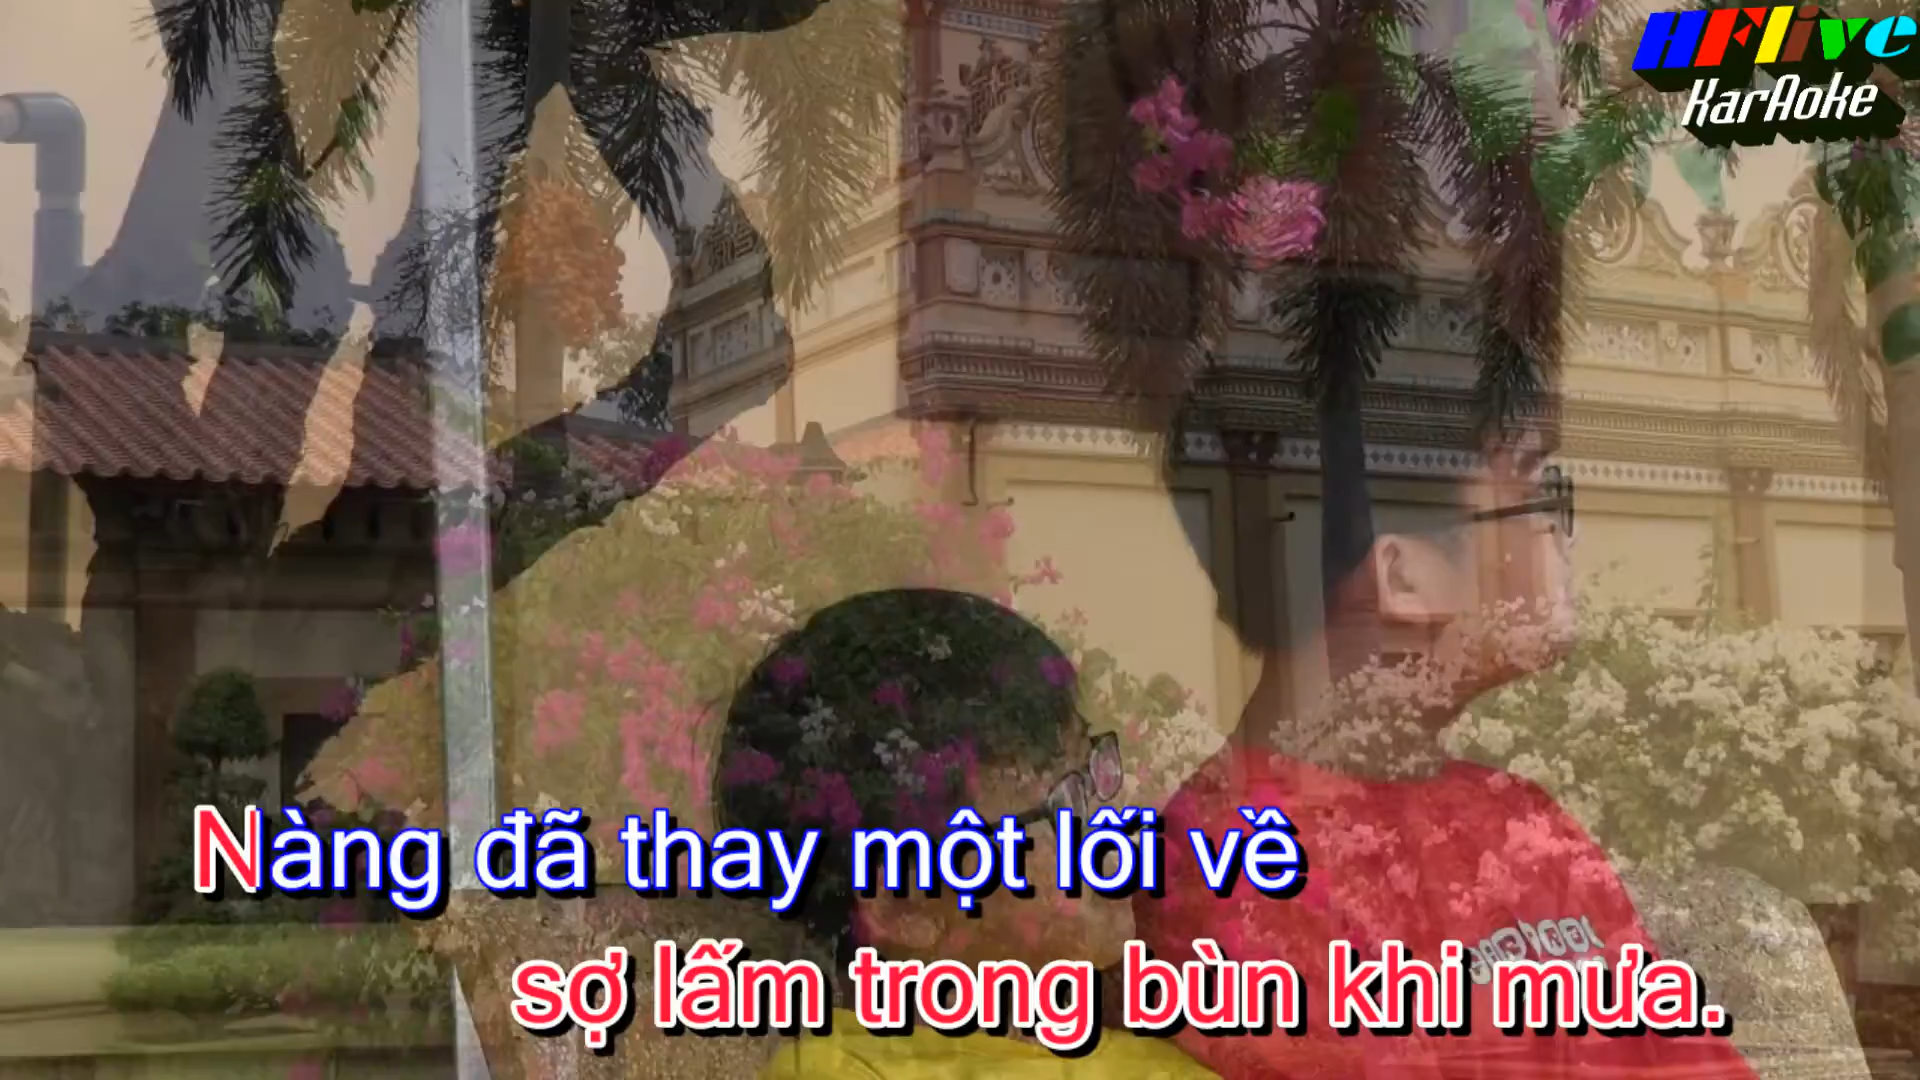 HFlive
KarAoke
Nàng đã thay một lối về
sợ lấm trong bùn khi mưa.